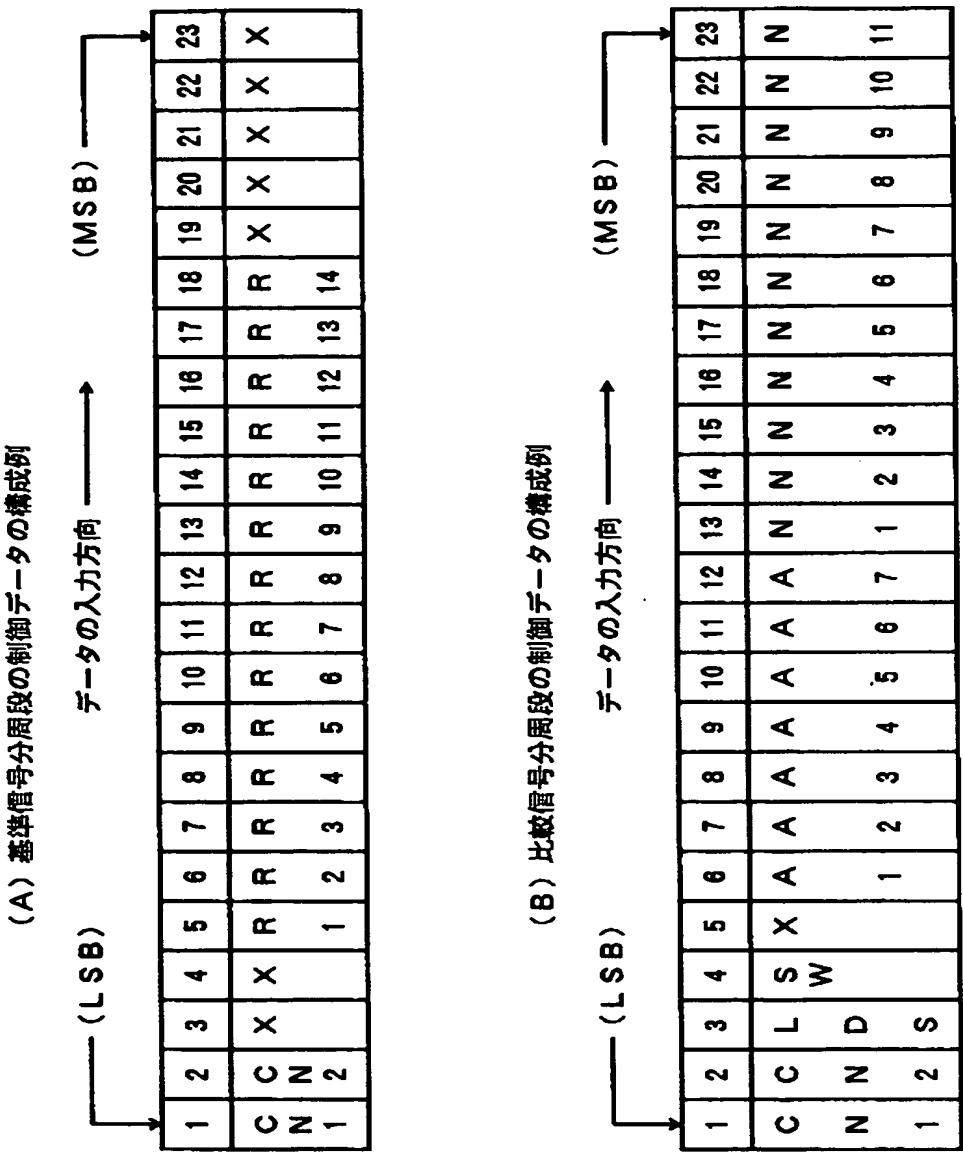 (A) 基準信号分周段の制御データの構成例
(LSB) データの入力方向 (MSB)
1 2 3 4 5 6 7 8 9 10 11 12 13 14 15 16 17 18 19 20 21 22 23
C C X X R R R R R R R R R R R R R R X X X X X
N N
1 2 1 2 3 4 5 6 7 8 9 10 11 12 13 14
(B) 比較信号分周段の制御データの構成例
(LSB) データの入力方向 (MSB)
1 2 3 4 5 6 7 8 9 10 11 12 13 14 15 16 17 18 19 20 21 22 23
C C L S X A A A A A A A N N N N N N N N N N N
N N D W
1 2 S 1 2 3 4 5 6 7 1 2 3 4 5 6 7 8 9 10 11